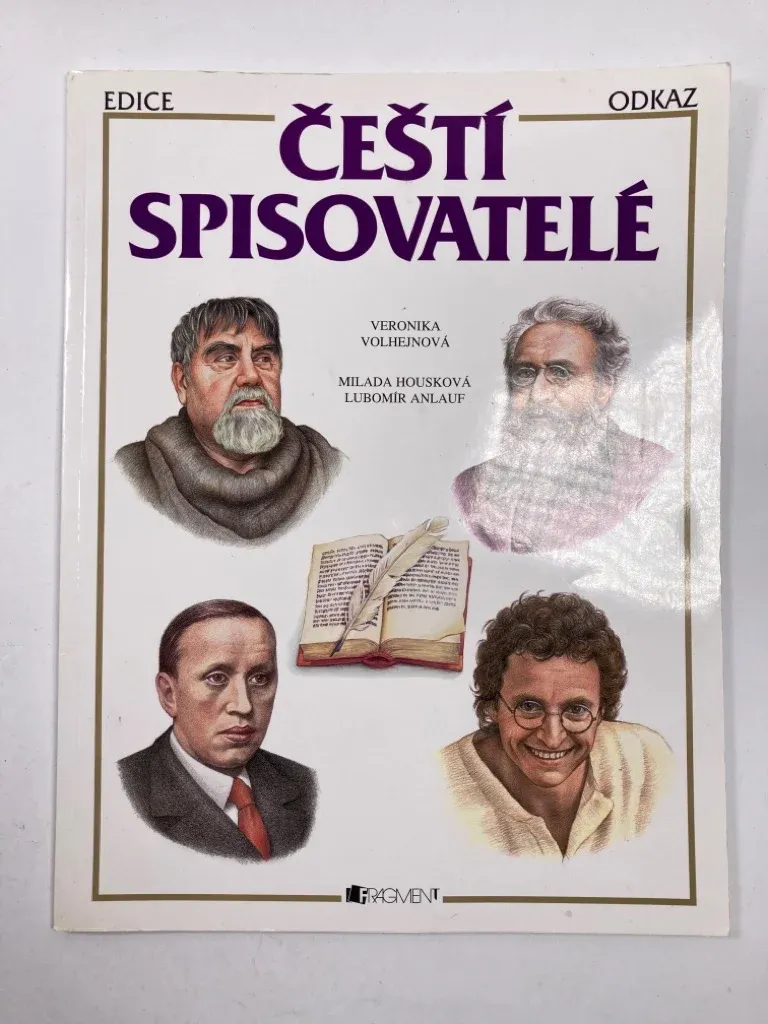 EDICE
ODKAZ
ČEŠTÍ
SPISOVATELÉ
VERONIKA
VOLHEJNOVÁ
MILADA HOUSKOVÁ
LUBOMÍR ANLAUF
FRAGMENT